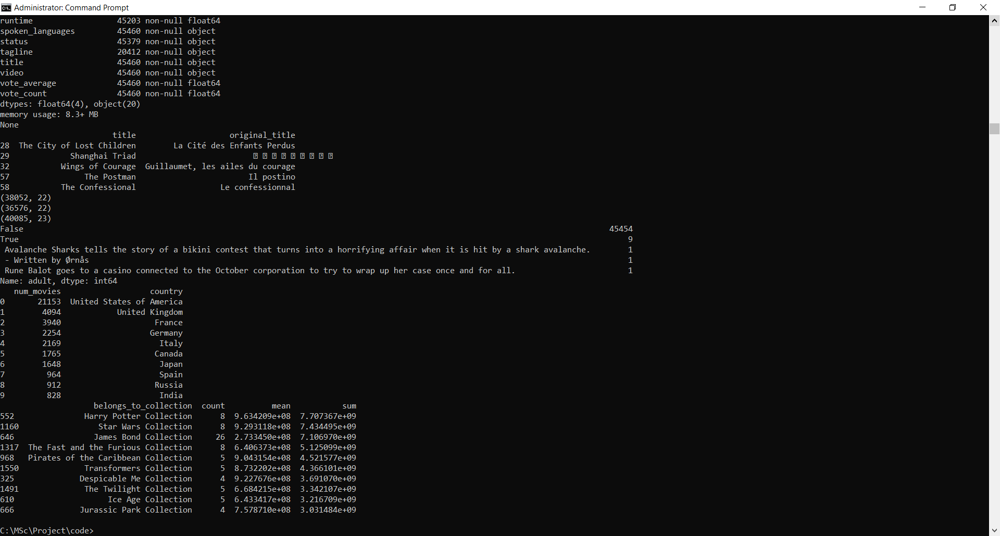 Administrator: Command Prompt
runtime 45203 non-null float64
spoken_languages 45460 non-null object
status 45379 non-null object
tagline 20412 non-null object
title 45460 non-null object
video 45460 non-null object
vote_average 45460 non-null float64
vote_count 45460 non-null float64
dtypes: float64(4), object(20)
memory usage: 8.3+ MB
None
title original_title
28 The City of Lost Children La Cité des Enfants Perdus
29 Shanghai Triad
32 Wings of Courage Guillaumet, les ailes du courage
57 The Postman Il postino
58 The Confessional Le confessionnal
(38052, 22)
(36576, 22)
(40085, 23)
False 45454
True 9
Avalanche Sharks tells the story of a bikini contest that turns into a horrifying affair when it is hit by a shark avalanche. 1
- Written by Ørnås 1
Rune Balot goes to a casino connected to the October corporation to try to wrap up her case once and for all. 1
Name: adult, dtype: int64
num_movies country
0 21153 United States of America
1 4094 United Kingdom
2 3940 France
3 2254 Germany
4 2169 Italy
5 1765 Canada
6 1648 Japan
7 964 Spain
8 912 Russia
9 828 India
belongs_to_collection count mean sum
552 Harry Potter Collection 8 9.634209e+08 7.707367e+09
1160 Star Wars Collection 8 9.293118e+08 7.434495e+09
646 James Bond Collection 26 2.733450e+08 7.106970e+09
1317 The Fast and the Furious Collection 8 6.406373e+08 5.125099e+09
968 Pirates of the Caribbean Collection 5 9.043154e+08 4.521577e+09
1550 Transformers Collection 5 8.732202e+08 4.366101e+09
325 Despicable Me Collection 4 9.227676e+08 3.691070e+09
1491 The Twilight Collection 5 6.684215e+08 3.342107e+09
610 Ice Age Collection 5 6.433417e+08 3.216709e+09
666 Jurassic Park Collection 4 7.578710e+08 3.031484e+09
C:\MSc\Project\code>